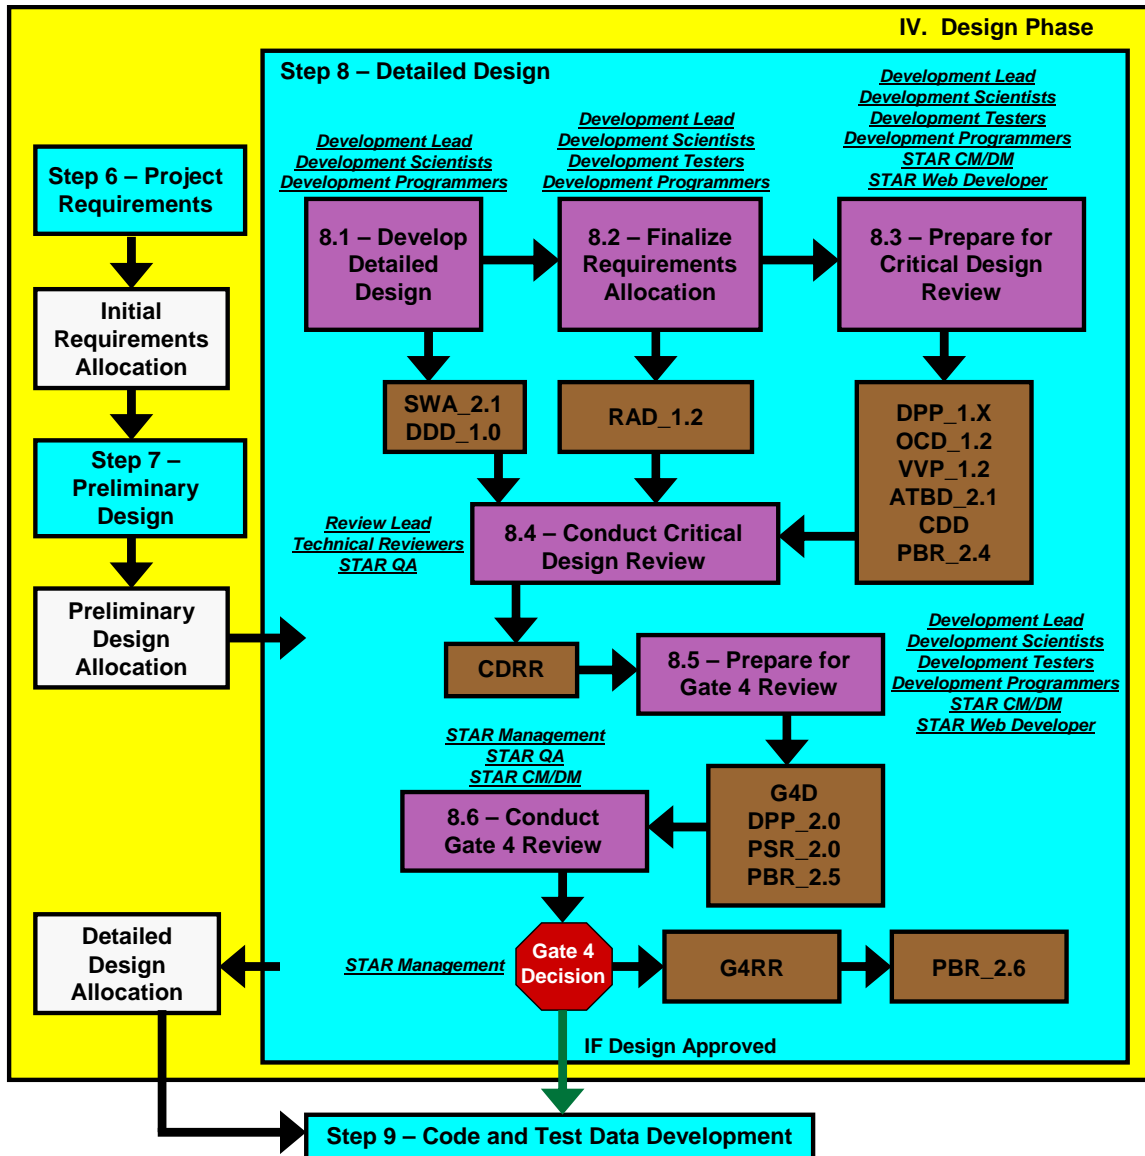 IV. Design Phase
Step 8 – Detailed Design
Development Lead
Development Scientists
Development Programmers
Development Lead
Development Scientists
Development Testers
Development Programmers
Development Lead
Development Scientists
Development Testers
Development Programmers
STAR CM/DM
STAR Web Developer
Step 6 – Project
Requirements
8.1 – Develop
Detailed
Design
8.2 – Finalize
Requirements
Allocation
8.3 – Prepare for
Critical Design
Review
Initial
Requirements
Allocation
SWA_2.1
DDD_1.0
RAD_1.2
DPP_1.X
OCD_1.2
VVP_1.2
ATBD_2.1
CDD
PBR_2.4
Step 7 –
Preliminary
Design
Review Lead
Technical Reviewers
STAR QA
8.4 – Conduct Critical
Design Review
Preliminary
Design
Allocation
CDRR
8.5 – Prepare for
Gate 4 Review
Development Lead
Development Scientists
Development Testers
Development Programmers
STAR CM/DM
STAR Web Developer
STAR Management
STAR QA
STAR CM/DM
8.6 – Conduct
Gate 4 Review
G4D
DPP_2.0
PSR_2.0
PBR_2.5
Detailed
Design
Allocation
STAR Management
Gate 4
Decision
G4RR
PBR_2.6
IF Design Approved
Step 9 – Code and Test Data Development